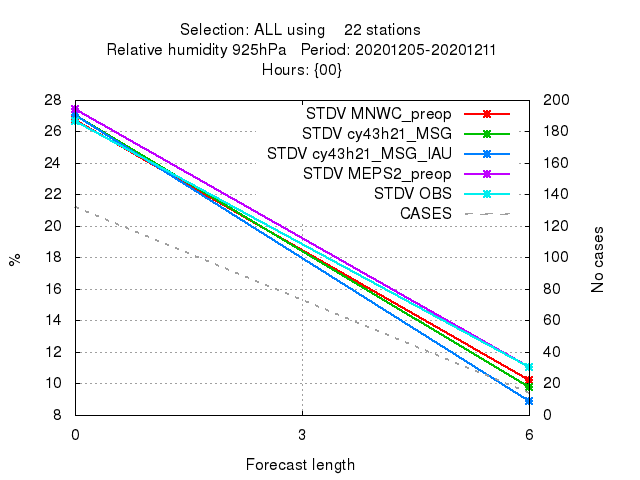 Selection: ALL using    22 stations
Relative humidity 925hPa   Period: 20201205-20201211
Hours: {00}
28
26
24
22
20
18
16
14
12
10
8
200
180
160
140
120
100
80
60
40
20
0
STDV MNWC_preop
STDV cy43h21_MSG
STDV cy43h21_MSG_IAU
STDV MEPS2_preop
STDV OBS
CASES
%
No cases
0
3
6
Forecast length